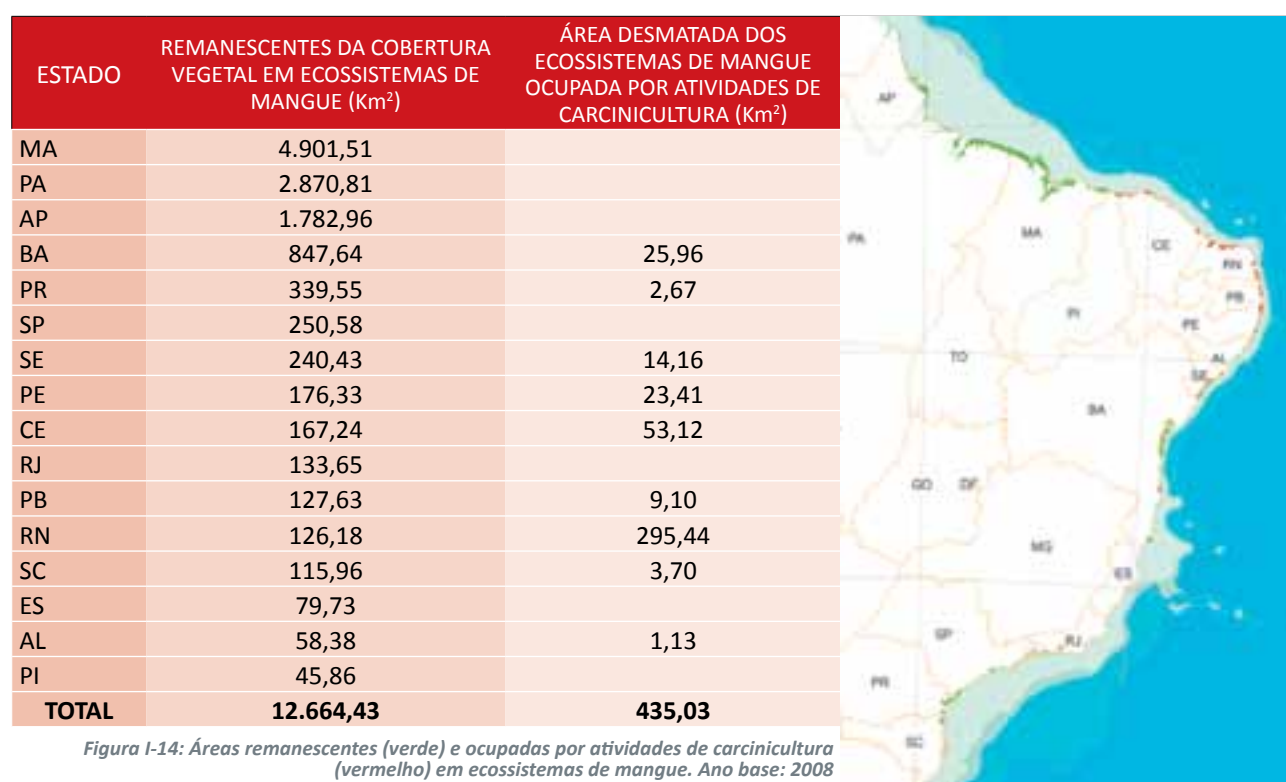 ESTADO
REMANESCENTES DA COBERTURA
VEGETAL EM ECOSSISTEMAS DE
MANGUE (Km²)
ÁREA DESMATADA DOS
ECOSSISTEMAS DE MANGUE
OCUPADA POR ATIVIDADES DE
CARCINICULTURA (Km²)
MA 4.901,51
PA 2.870,81
AP 1.782,96
BA 847,64 25,96
PR 339,55 2,67
SP 250,58
SE 240,43 14,16
PE 176,33 23,41
CE 167,24 53,12
RJ 133,65
PB 127,63 9,10
RN 126,18 295,44
SC 115,96 3,70
ES 79,73
AL 58,38 1,13
PI 45,86
TOTAL 12.664,43 435,03
Figura I-14: Áreas remanescentes (verde) e ocupadas por atividades de carcinicultura
(vermelho) em ecossistemas de mangue. Ano base: 2008
AP
PA
MA
CE
RN
PB
PI
PE
AL
SE
TO
BA
GO
DF
MG
ES
SP
RJ
PR
SC